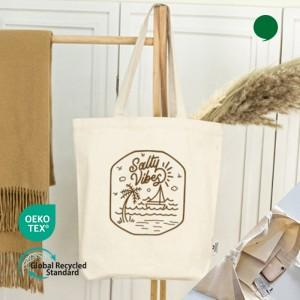 Salty
Vibes
OEKO
TEX®
Global Recycled
Standard